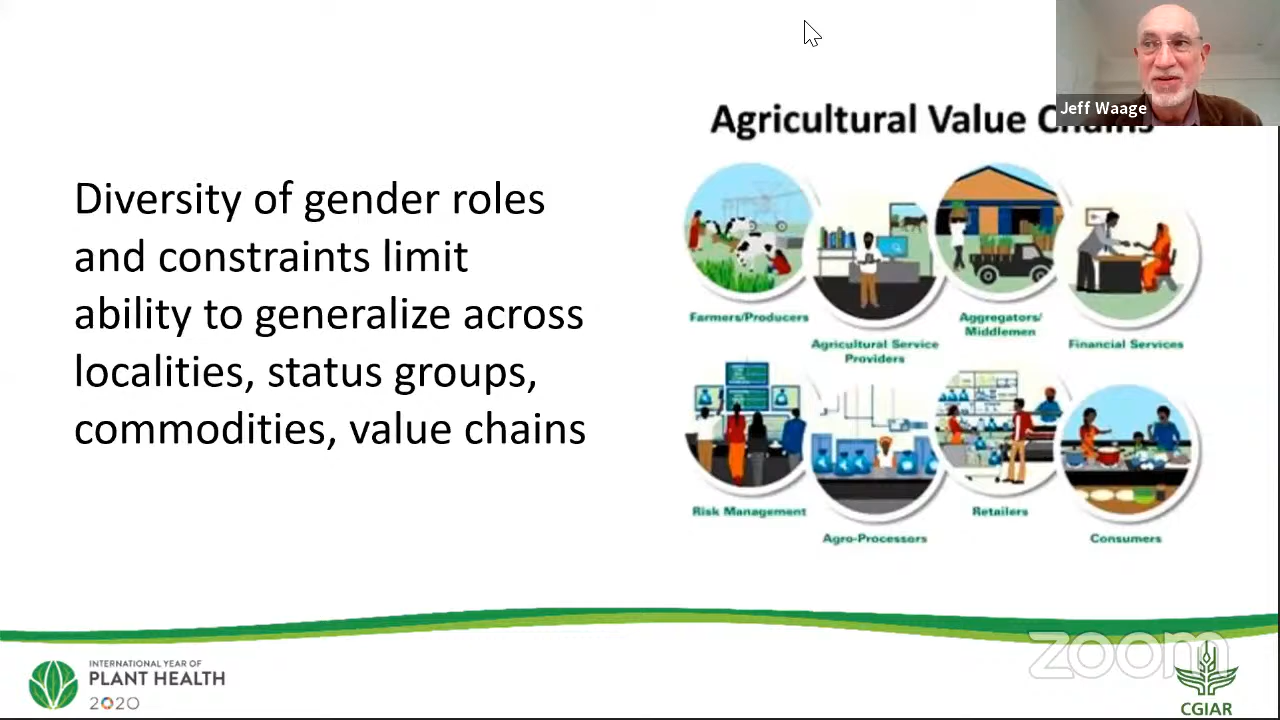 Jeff Waage
Agricultural Value Chains
Diversity of gender roles
and constraints limit
ability to generalize across
localities, status groups,
commodities, value chains
Farmers/Producers
Agricultural Service
Providers
Aggregators/
Middlemen
Financial Services
Risk Management
Agro-Processors
Retailers
Consumers
INTERNATIONAL YEAR OF
PLANT HEALTH
2020
zoom
CGIAR